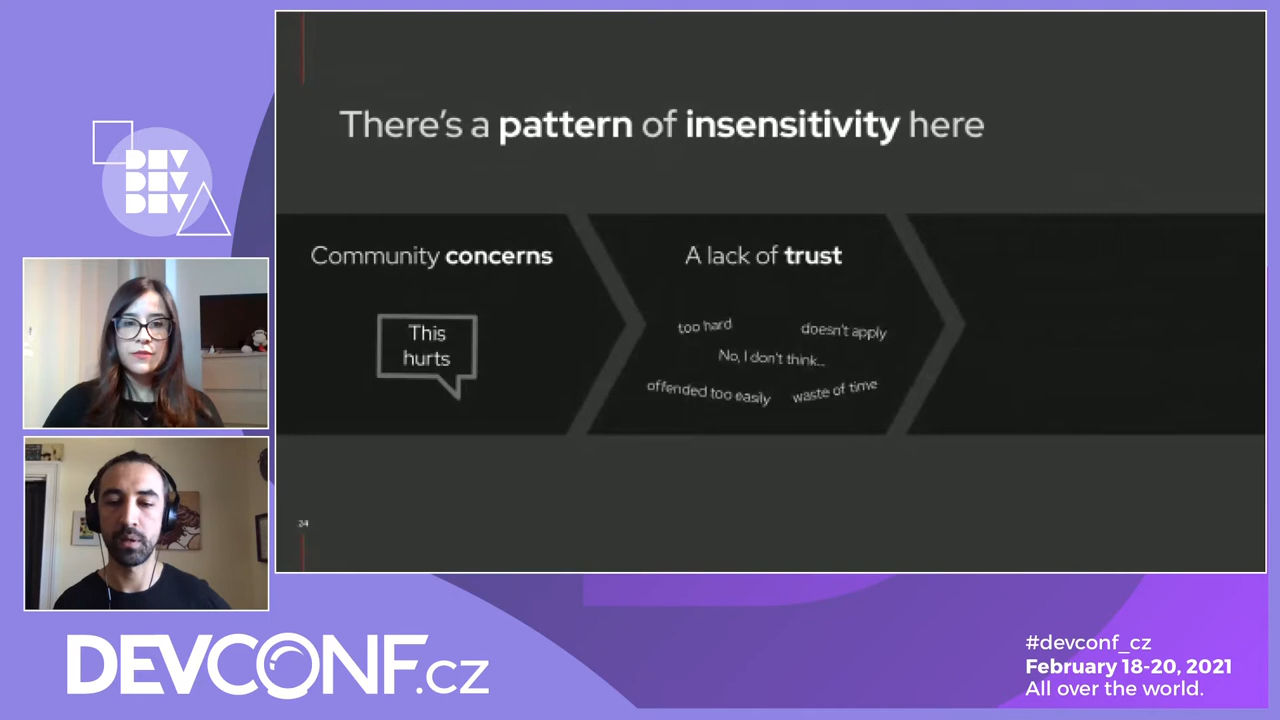 There's a pattern of insensitivity here
Community concerns
This
hurts
A lack of trust
too hard
doesn't apply
No, I don't think...
offended too easily
waste of time
24
DEV
DEV
DEV
DEVCONF.cz
#devconf_cz
February 18-20, 2021
All over the world.